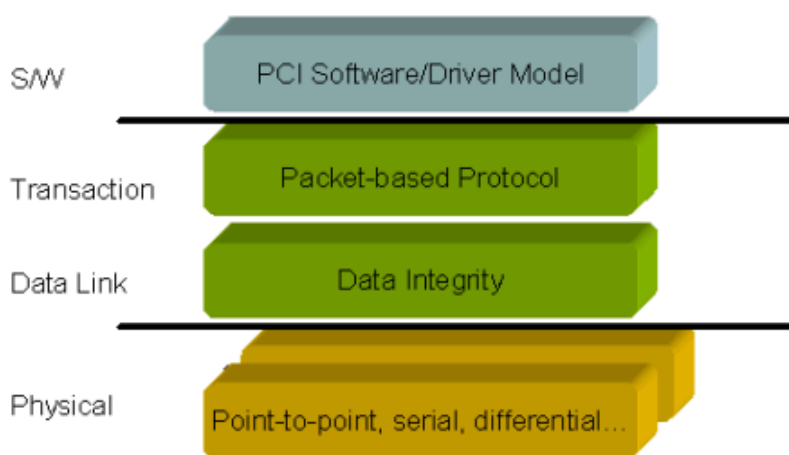 S/W
PCI Software/Driver Model
Transaction
Packet-based Protocol
Data Link
Data Integrity
Physical
Point-to-point, serial, differential...